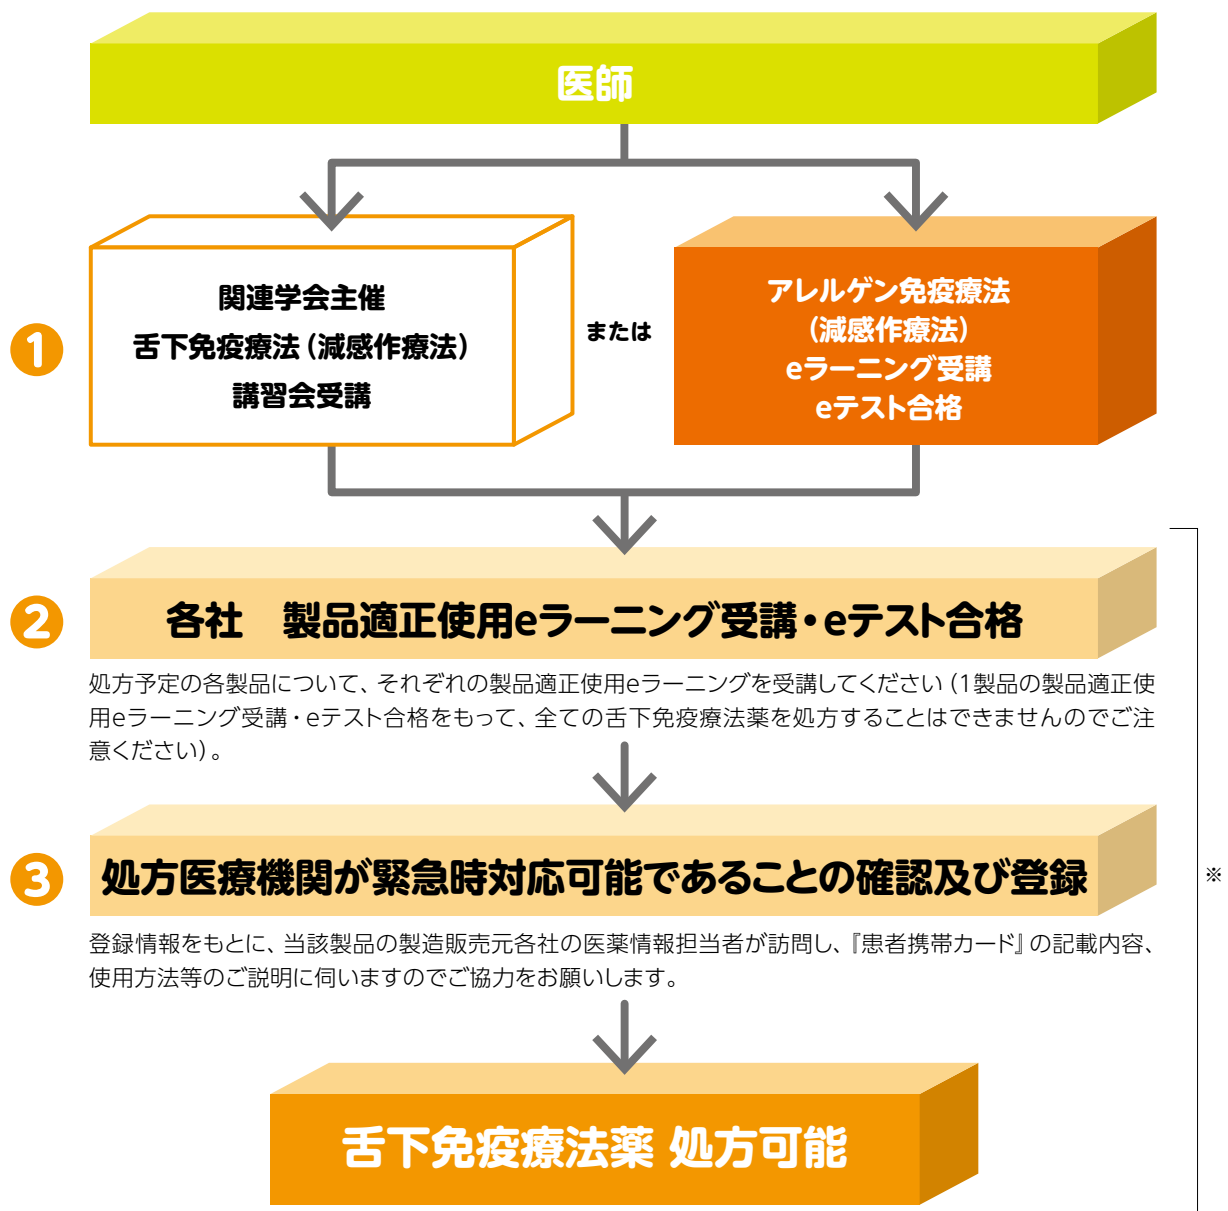 医師
1
関連学会主催
舌下免疫療法(減感作療法)
講習会受講
または
アレルゲン免疫療法
(減感作療法)
eラーニング受講
eテスト合格
2
各社　製品適正使用eラーニング受講・eテスト合格
処方予定の各製品について、それぞれの製品適正使用eラーニングを受講してください(1製品の製品適正使
用eラーニング受講・eテスト合格をもって、全ての舌下免疫療法薬を処方することはできませんのでご注
意ください)。
3
処方医療機関が緊急時対応可能であることの確認及び登録
※
登録情報をもとに、当該製品の製造販売元各社の医薬情報担当者が訪問し、『患者携帯カード』の記載内容、
使用方法等のご説明に伺いますのでご協力をお願いします。
舌下免疫療法薬 処方可能